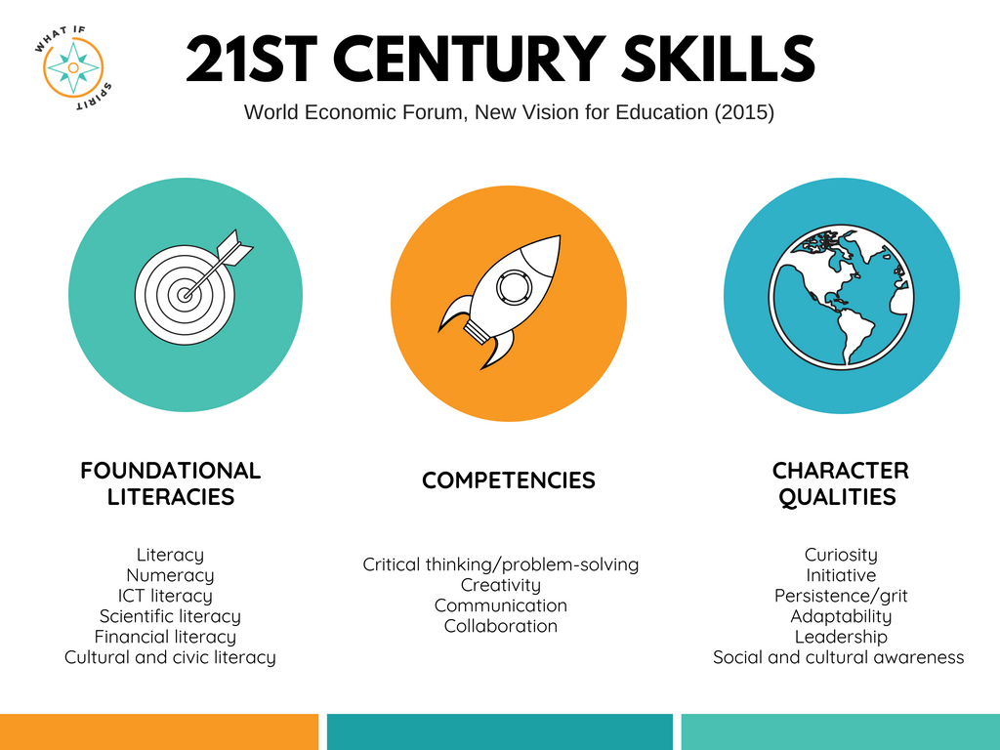 WHAT IF
SPIRIT
21ST CENTURY SKILLS
World Economic Forum, New Vision for Education (2015)
FOUNDATIONAL
LITERACIES
Literacy
Numeracy
ICT literacy
Scientific literacy
Financial literacy
Cultural and civic literacy
COMPETENCIES
Critical thinking/problem-solving
Creativity
Communication
Collaboration
CHARACTER
QUALITIES
Curiosity
Initiative
Persistence/grit
Adaptability
Leadership
Social and cultural awareness